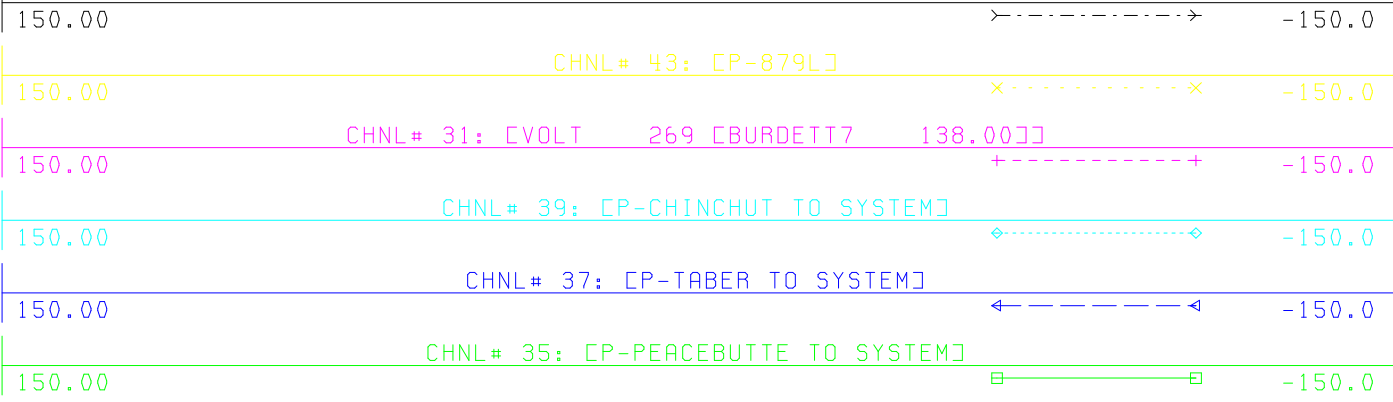 150.00 -150.0
CHNL# 43: [P-879L]
150.00 -150.0
CHNL# 31: [VOLT 269 [BURDETT7 138.00]]
150.00 -150.0
CHNL# 39: [P-CHINCHUT TO SYSTEM]
150.00 -150.0
CHNL# 37: [P-TABER TO SYSTEM]
150.00 -150.0
CHNL# 35: [P-PEACEBUTTE TO SYSTEM]
150.00 -150.0